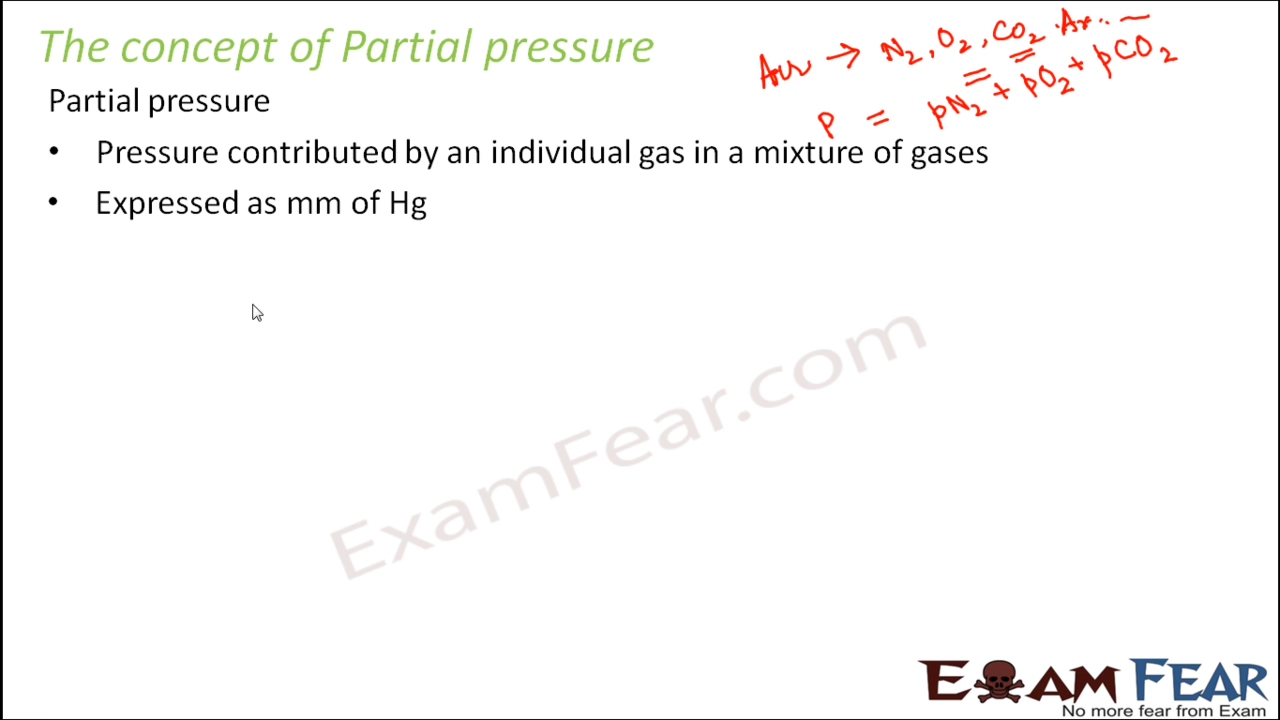 The concept of Partial pressure
Air → N₂, O₂, CO₂ Ar.. —
P = pN₂ + pO₂ + pCO₂
Partial pressure
• Pressure contributed by an individual gas in a mixture of gases
• Expressed as mm of Hg
ExamFear.com
EXAM FEAR
No more fear from Exam